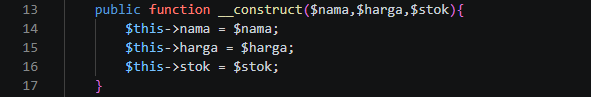 13 public function __construct($nama,$harga,$stok){
14 $this->nama = $nama;
15 $this->harga = $harga;
16 $this->stok = $stok;
17 }